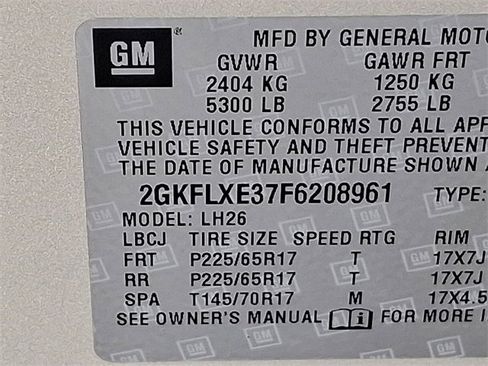 GM ®
MFD BY GENERAL MOTO
GVWR GAWR FRT
2404 KG 1250 KG
5300 LB 2755 LB
THIS VEHICLE CONFORMS TO ALL APP
VEHICLE SAFETY AND THEFT PREVENT
THE DATE OF MANUFACTURE SHOWN A
2GKFLXE37F6208961 TYPE:
MODEL: LH26
LBCJ TIRE SIZE SPEED RTG RIM
FRT P225/65R17 T 17X7J
RR P225/65R17 T 17X7J
SPA T145/70R17 M 17X4.5
SEE OWNER'S MANUAL i FOR MORE I